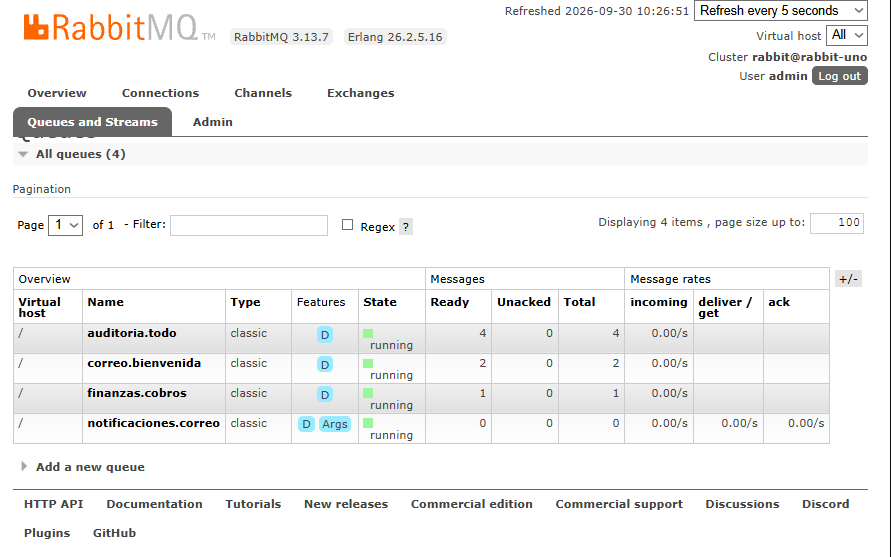 Refreshed 2026-09-30 10:26:51 Refresh every 5 seconds
RabbitMQ TM RabbitMQ 3.13.7 Erlang 26.2.5.16
Virtual host All
Cluster rabbit@rabbit-uno
User admin Log out
Overview Connections Channels Exchanges
Queues and Streams Admin
Queues
All queues (4)
Pagination
Page 1 of 1 - Filter: Regex ? Displaying 4 items , page size up to: 100
Overview Messages Message rates +/-
Virtual host Name Type Features State Ready Unacked Total incoming deliver / get ack
/ auditoria.todo classic D running 4 0 4 0.00/s
/ correo.bienvenida classic D running 2 0 2 0.00/s
/ finanzas.cobros classic D running 1 0 1 0.00/s
/ notificaciones.correo classic D Args running 0 0 0 0.00/s 0.00/s 0.00/s
Add a new queue
HTTP API Documentation Tutorials New releases Commercial edition Commercial support Discussions Discord
Plugins GitHub